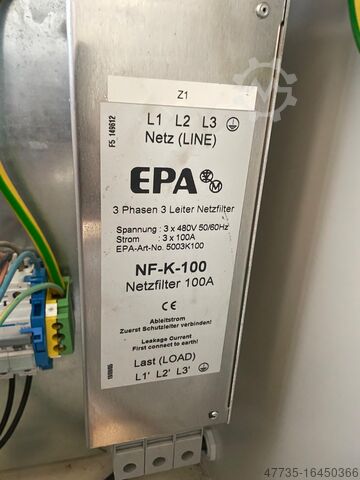 Z1
F5 149612
L1 L2 L3
Netz (LINE)
EPA
3 Phasen 3 Leiter Netzfilter
Spannung : 3 x 480V 50/60Hz
Strom : 3 x 100A
EPA-Art-No. 5003K100
NF-K-100
Netzfilter 100A
CE
Ableitstrom
Zuerst Schutzleiter verbinden!
Leakage Current
First connect to earth!
Last (LOAD)
L1' L2' L3'
47735-16450366